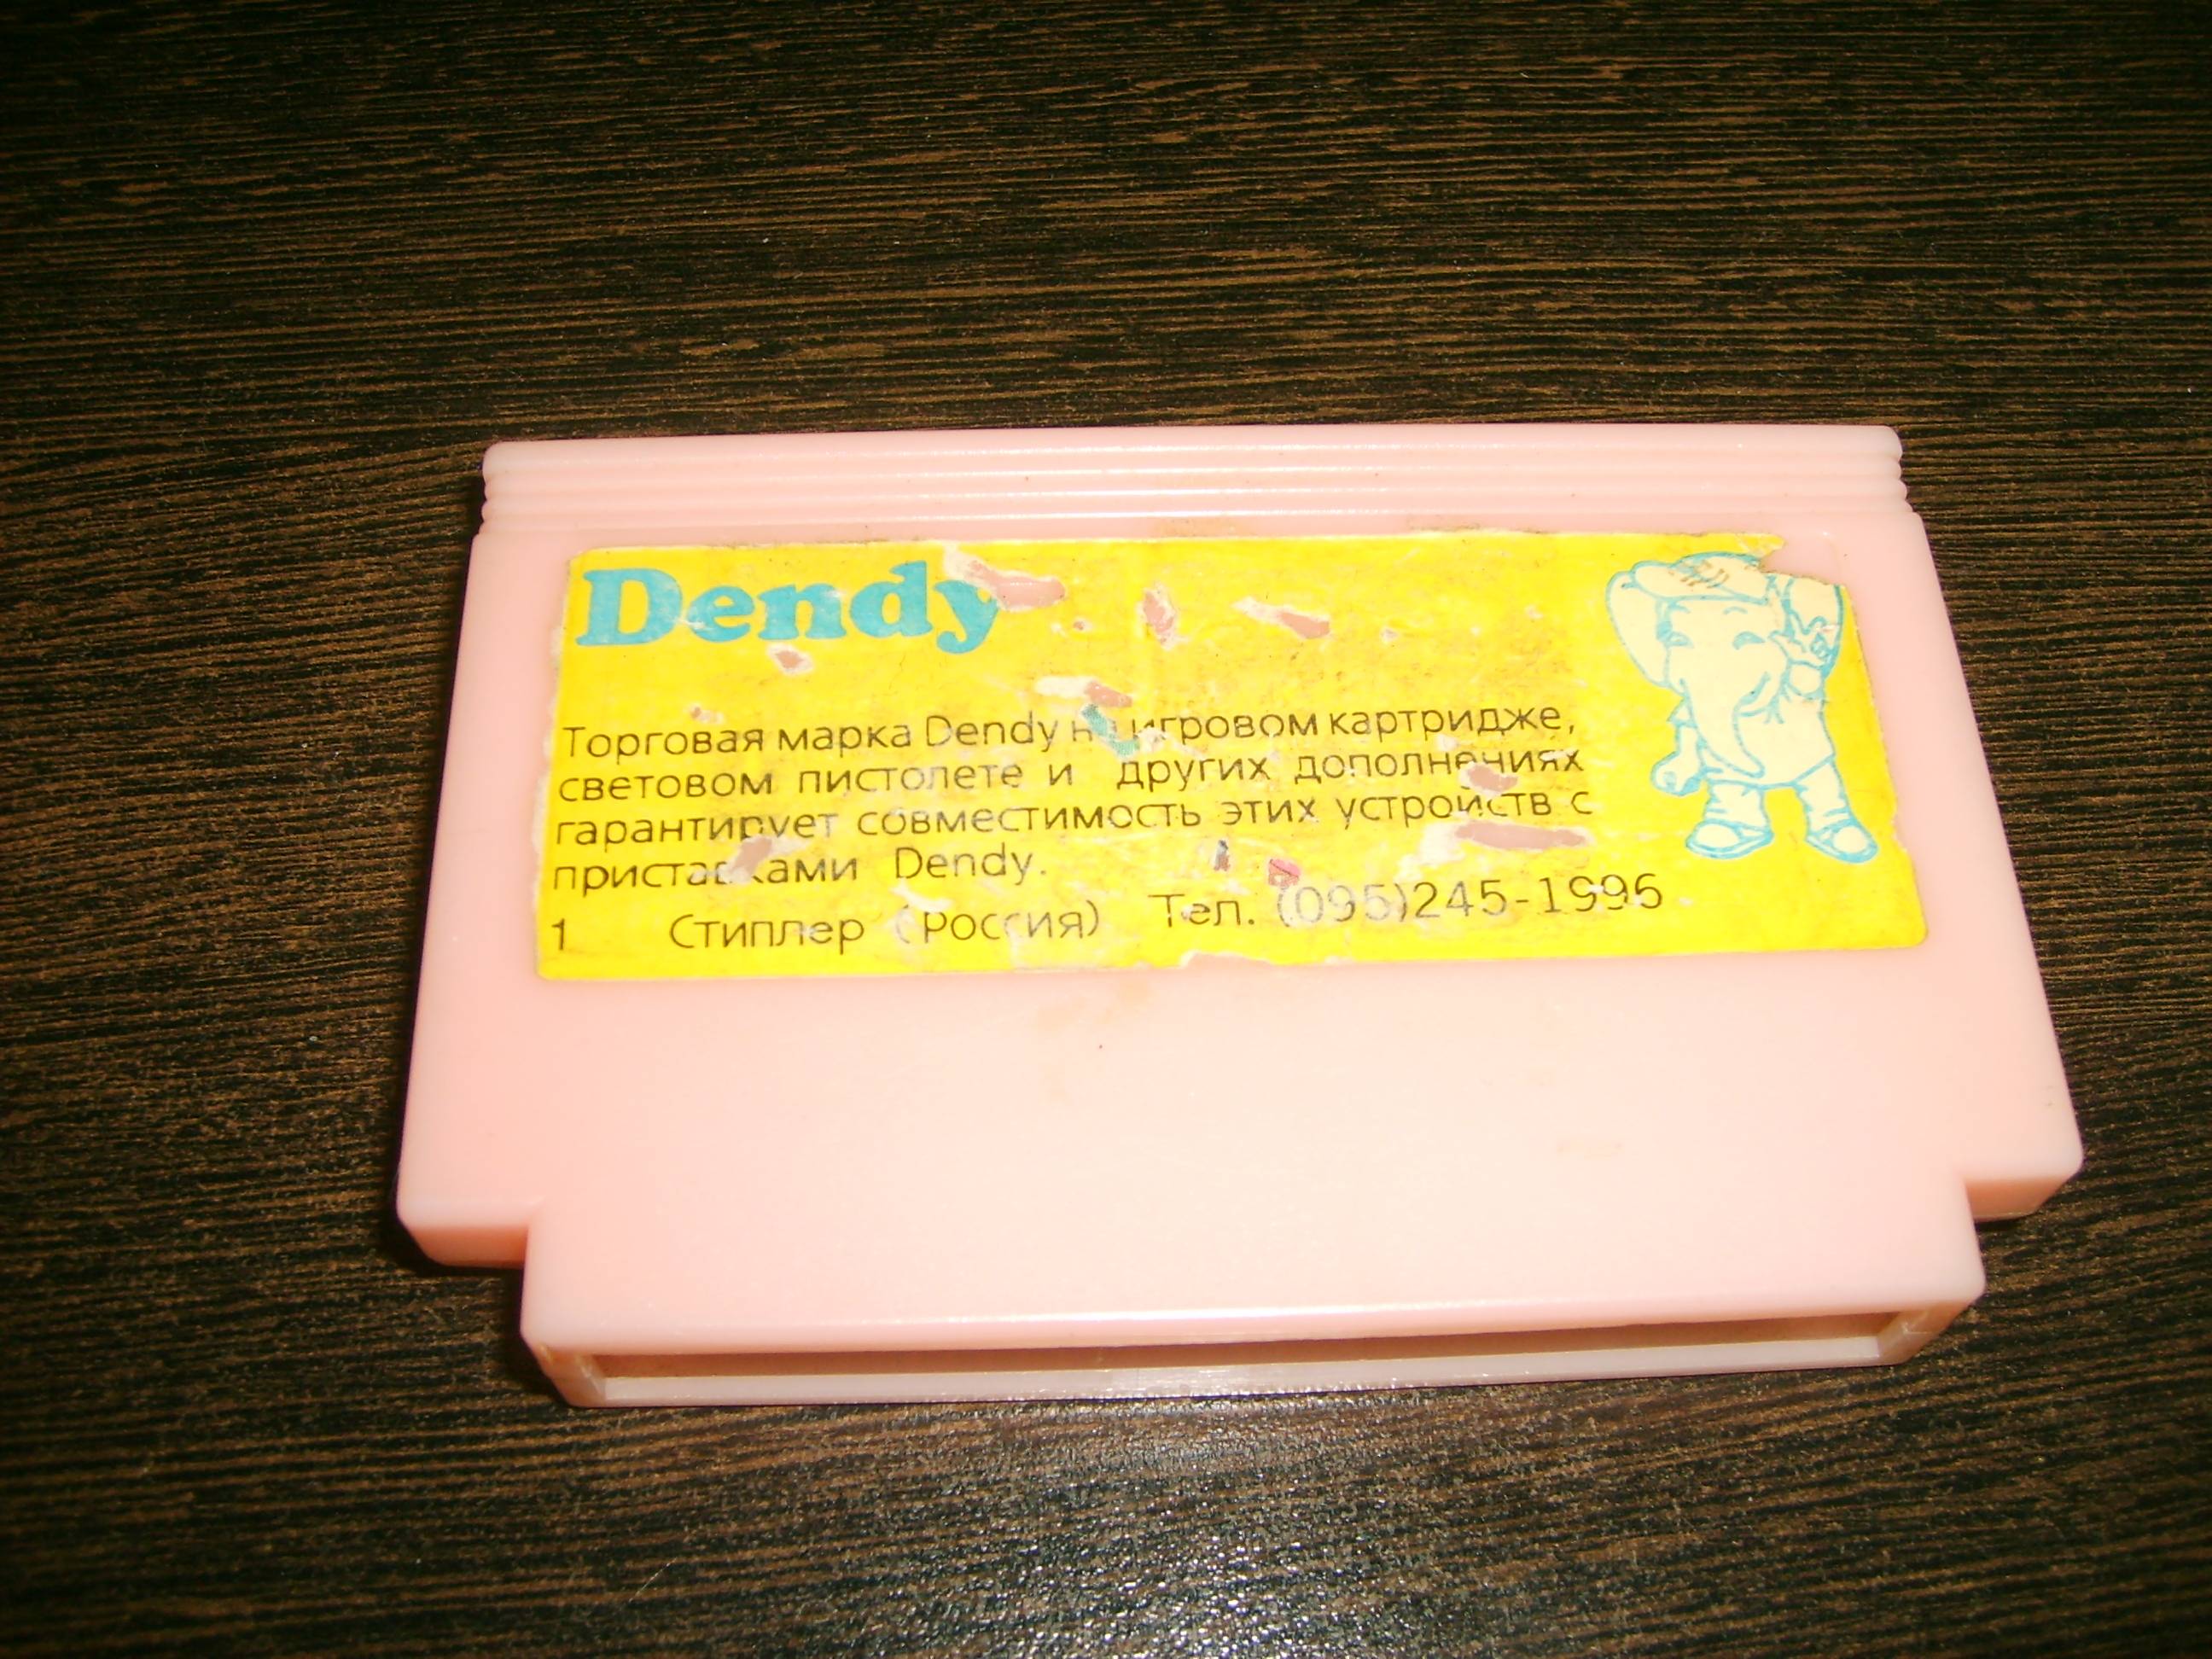 Dendy
Торговая марка Dendy на игровом картридже,
световом пистолете и других дополнениях
гарантирует совместимость этих устройств с
приставками Dendy.
1 Стиплер (Россия) Тел. (095)245-1996